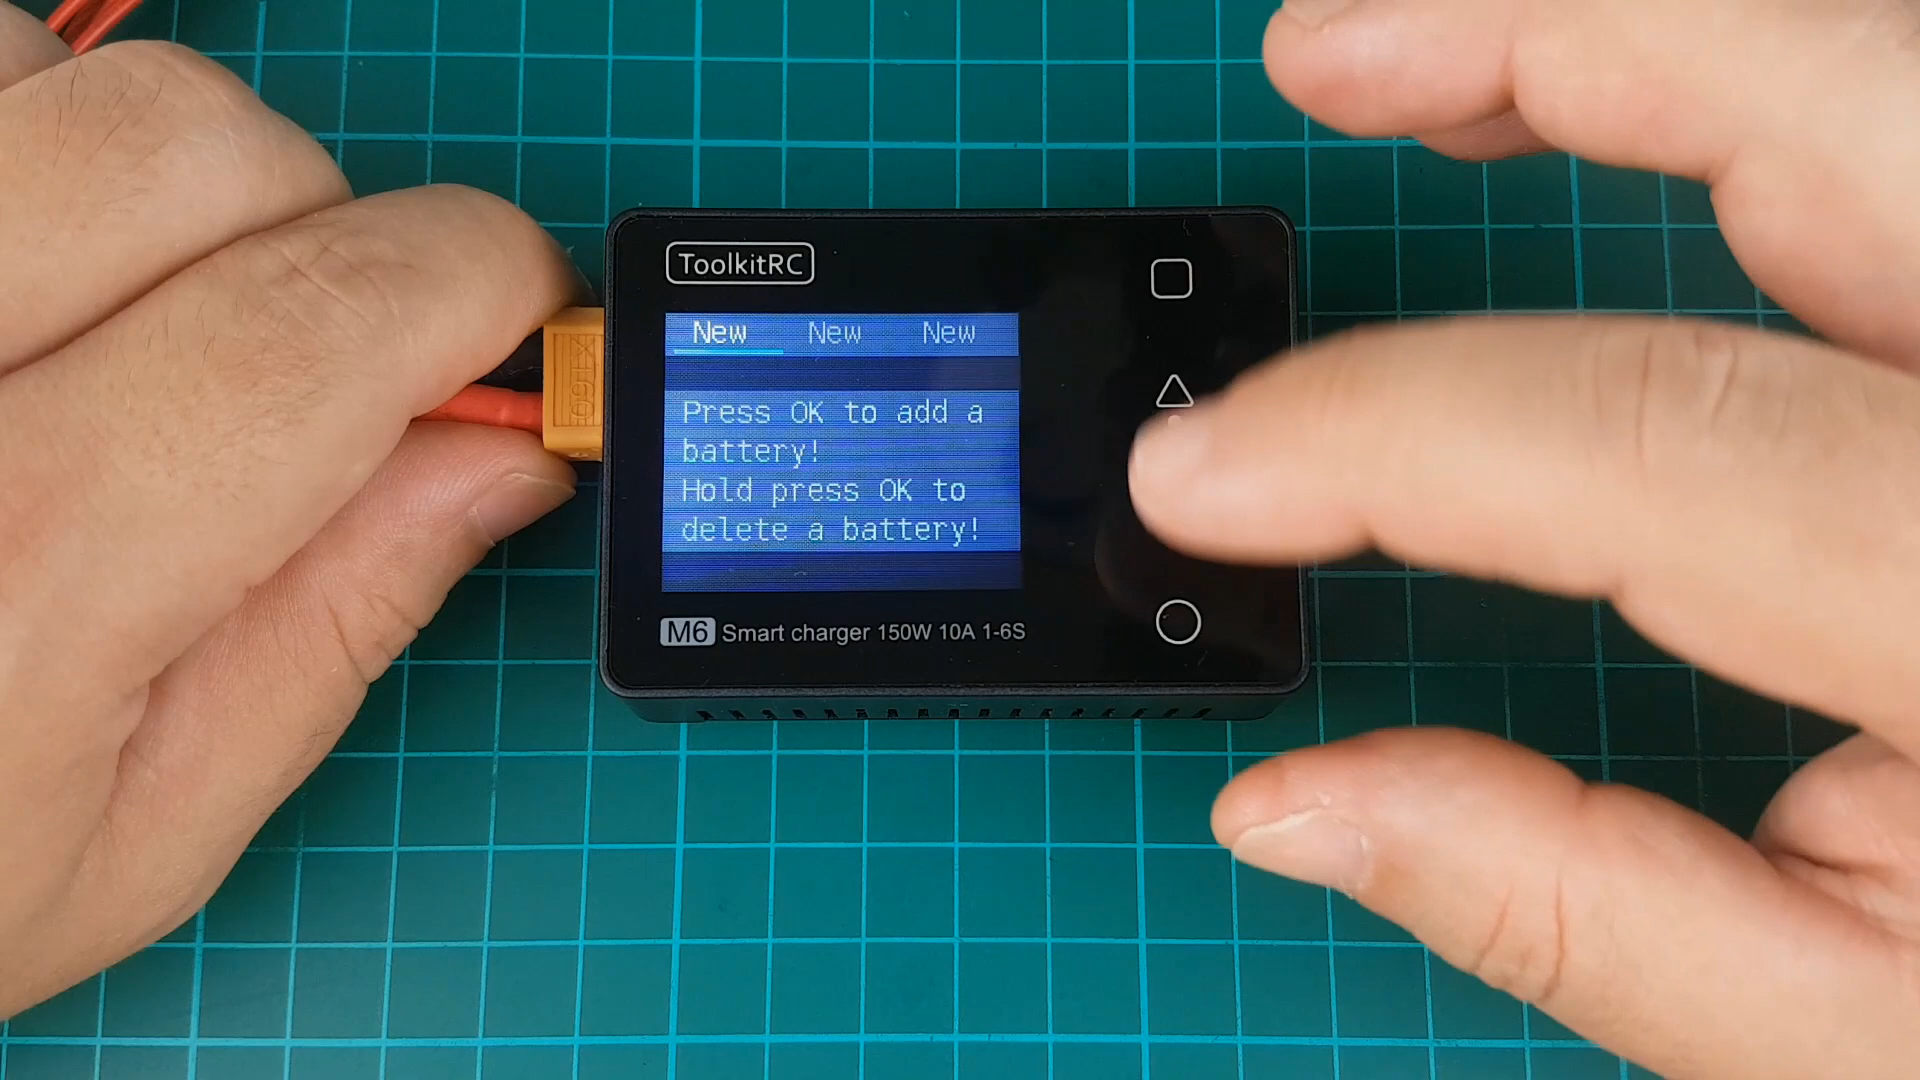 ToolkitRC
New New New
Press OK to add a
battery!
Hold press OK to
delete a battery!
M6 Smart charger 150W 10A 1-6S
XT60